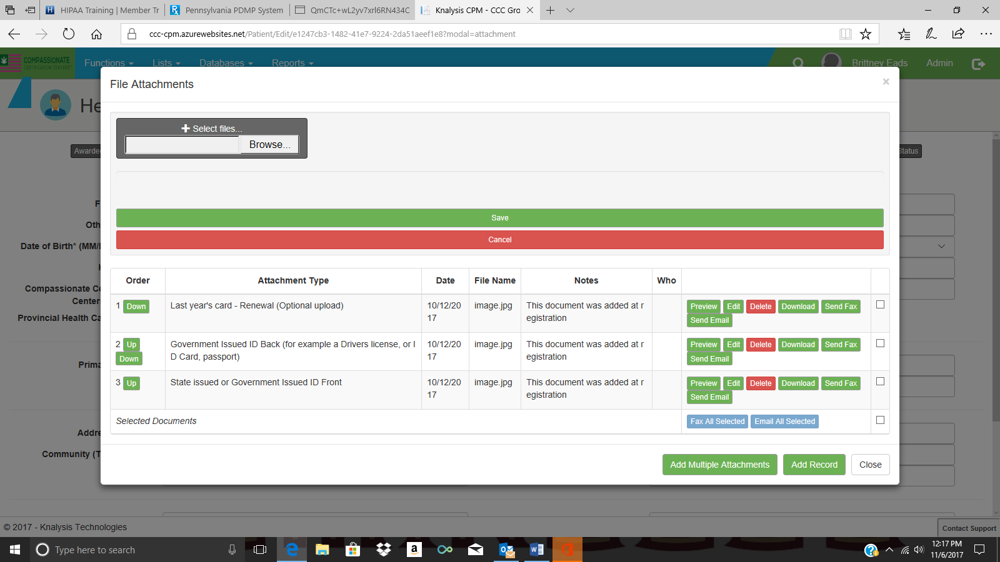 HIPAA Training | Member Tr
Pennsylvania PDMP System
QmCTc+wL2yv7xrl6RN434C
Knalysis CPM - CCC Gro
ccc-cpm.azurewebsites.net/Patient/Edit/e1247cb3-1482-41e7-9224-2da51aeef1e8?modal=attachment
COMPASSIONATE
CERTIFICATION CENTERS
Functions
Lists
Databases
Reports
Brittney Eads
Admin
File Attachments
×
He
Select files...
Browse...
Awarde
Status
F
Save
Oth
Cancel
Date of Birth* (MM/
Order
Attachment Type
Date
File Name
Notes
Who
Compassionate Ce
Center
Provincial Health Ca
1 Down
Last year's card - Renewal (Optional upload)
10/12/20
17
image.jpg
This document was added at r
egistration
Preview Edit Delete Download Send Fax
Send Email
2 Up
Down
Government Issued ID Back (for example a Drivers license, or I
D Card, passport)
10/12/20
17
image.jpg
This document was added at r
egistration
Preview Edit Delete Download Send Fax
Send Email
Prima
3 Up
State issued or Government Issued ID Front
10/12/20
17
image.jpg
This document was added at r
egistration
Preview Edit Delete Download Send Fax
Send Email
Selected Documents
Fax All Selected Email All Selected
Addre
Community (T
Add Multiple Attachments
Add Record
Close
© 2017 - Knalysis Technologies
Contact Support
Type here to search
12:17 PM
11/6/2017